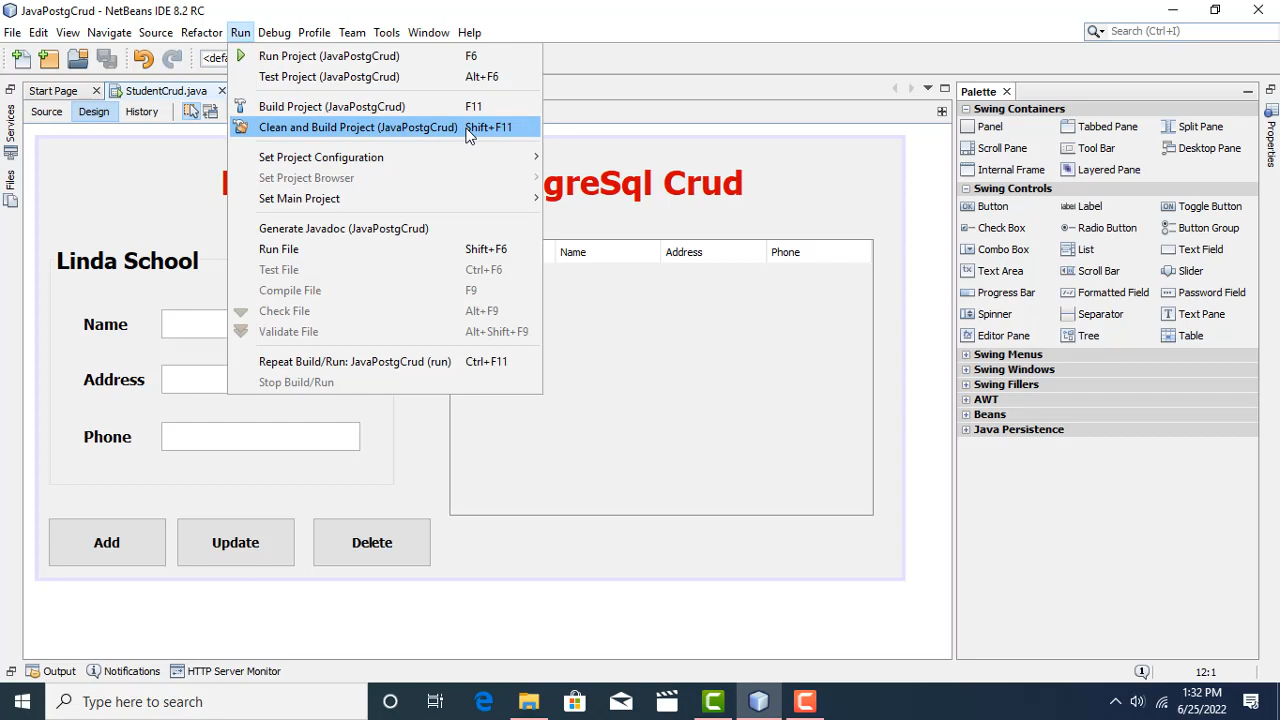 JavaPostgCrud - NetBeans IDE 8.2 RC
File Edit View Navigate Source Refactor Run Debug Profile Team Tools Window Help
Search (Ctrl+I)
<def
Start Page
StudentCrud.java
Source Design History
Run Project (JavaPostgCrud) F6
Test Project (JavaPostgCrud) Alt+F6
Build Project (JavaPostgCrud) F11
Clean and Build Project (JavaPostgCrud) Shift+F11
Set Project Configuration
Set Project Browser
Set Main Project
Generate Javadoc (JavaPostgCrud)
Run File Shift+F6
Test File Ctrl+F6
Compile File F9
Check File Alt+F9
Validate File Alt+Shift+F9
Repeat Build/Run: JavaPostgCrud (run) Ctrl+F11
Stop Build/Run
Services
Files
greSql Crud
Linda School
Name
Address
Phone
Name Address Phone
Add Update Delete
Palette
Swing Containers
Panel Tabbed Pane Split Pane
Scroll Pane Tool Bar Desktop Pane
Internal Frame Layered Pane
Swing Controls
Button Label Toggle Button
Check Box Radio Button Button Group
Combo Box List Text Field
Text Area Scroll Bar Slider
Progress Bar Formatted Field Password Field
Spinner Separator Text Pane
Editor Pane Tree Table
Swing Menus
Swing Windows
Swing Fillers
AWT
Beans
Java Persistence
Properties
Output Notifications HTTP Server Monitor
1
12:1
Type here to search
1:32 PM
6/25/2022